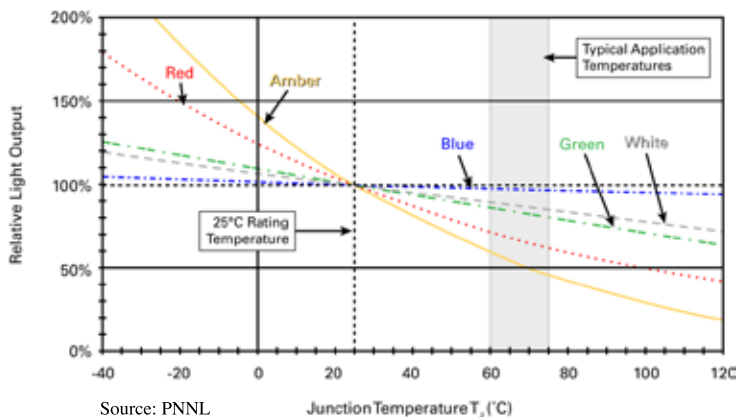 200%
150%
100%
50%
0%
Relative Light Output
Red
Amber
Typical Application
Temperatures
Blue
Green
White
25°C Rating
Temperature
-40
-20
0
20
40
60
80
100
120
Source: PNNL
Junction Temperature TJ (°C)